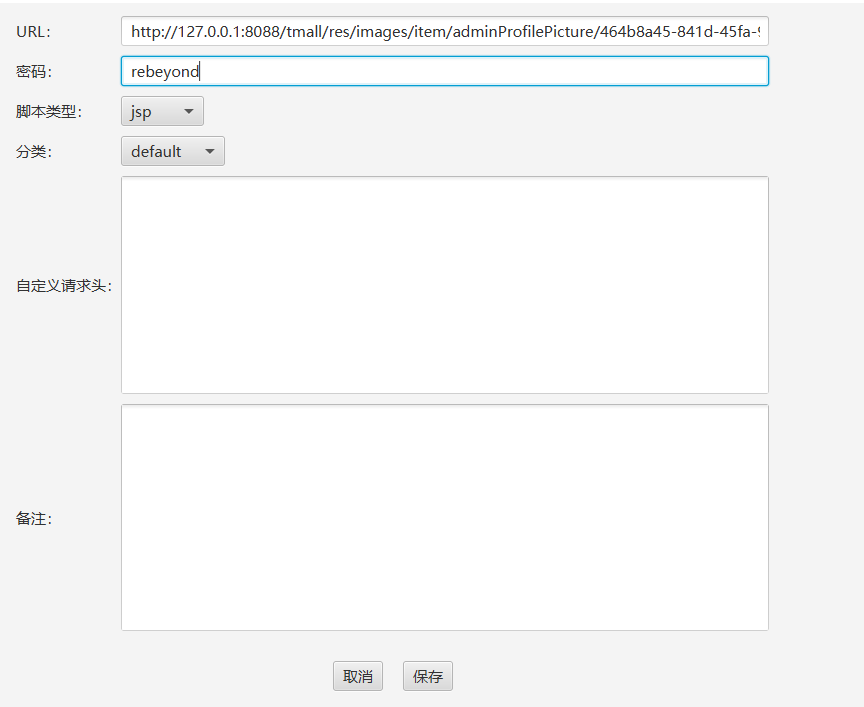 URL: http://127.0.0.1:8088/tmall/res/images/item/adminProfilePicture/464b8a45-841d-45fa-
密码: rebeyond
脚本类型: jsp
分类: default
自定义请求头:
备注:
取消 保存